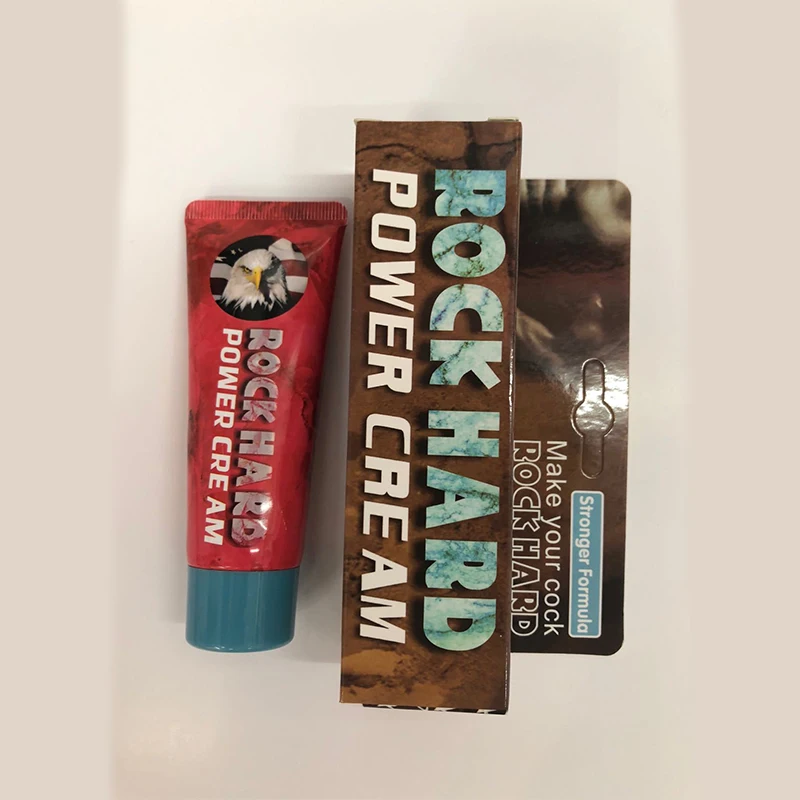 ROCK HARD
POWER CREAM
ROCK HARD
POWER CREAM
Stronger Formula
Make your cock
ROCK HARD